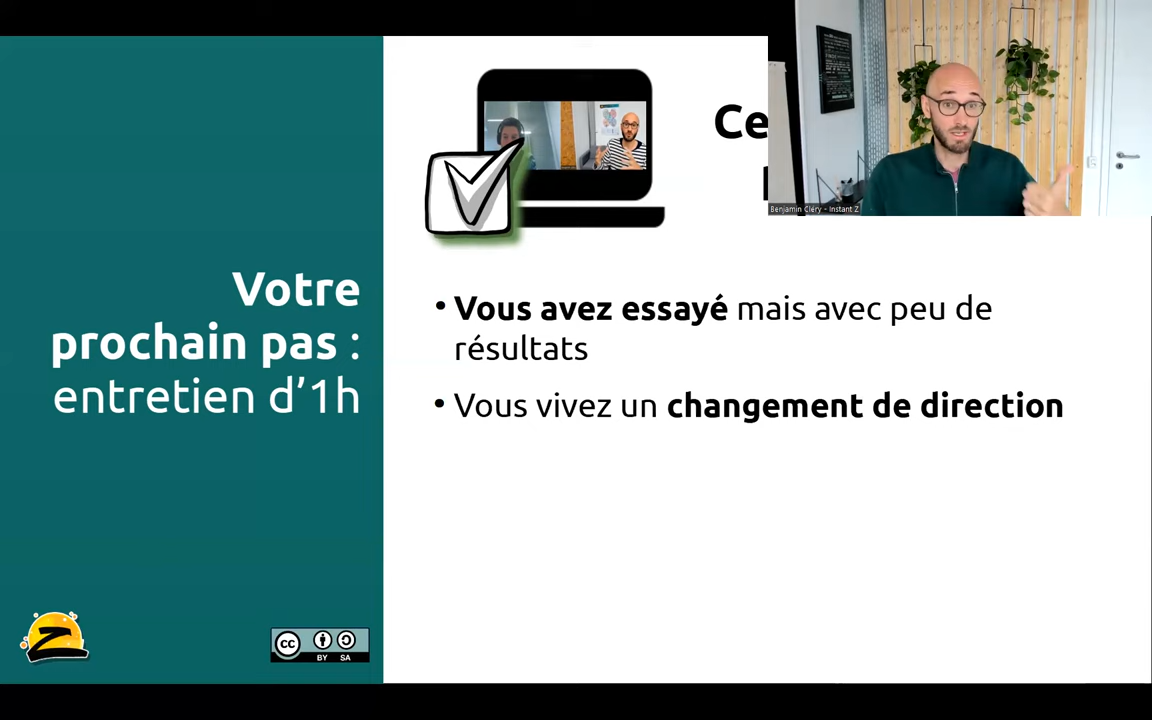 Ce
Benjamin Cléry - Instant Z
Votre
prochain pas :
entretien d'1h
• Vous avez essayé mais avec peu de
résultats
• Vous vivez un changement de direction
Z
cc
BY SA